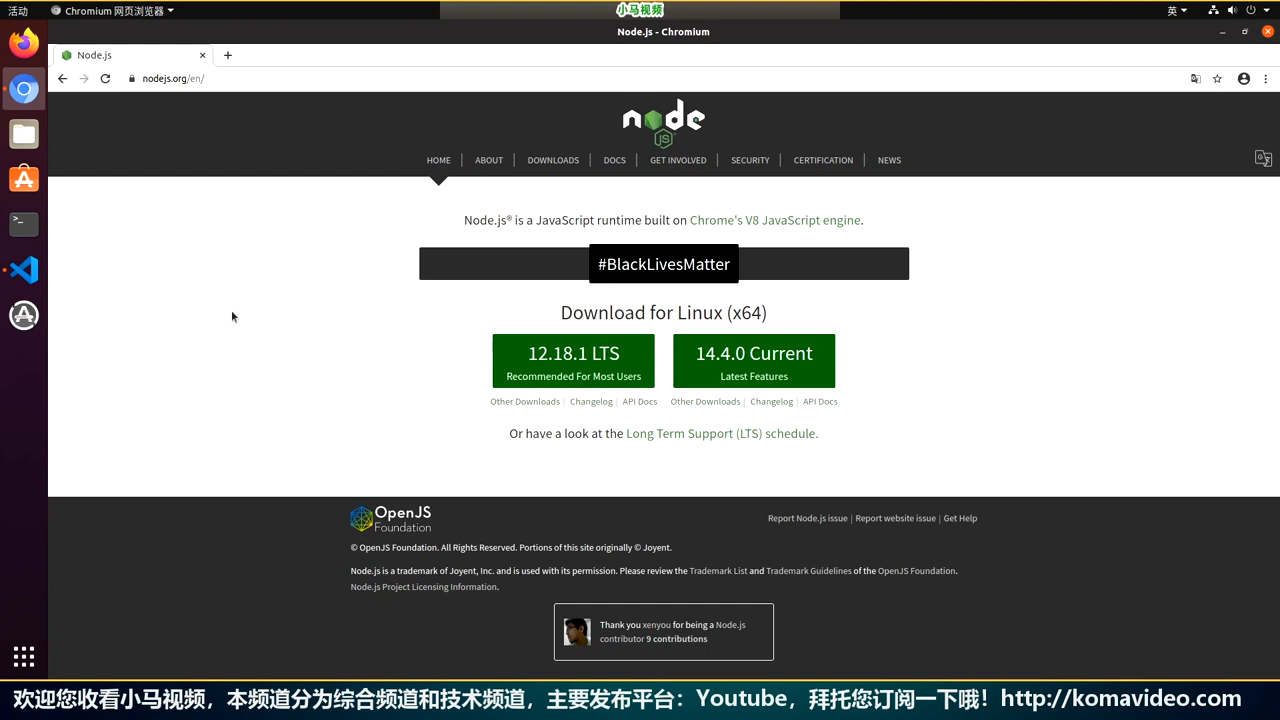 活动
Chromium 网页浏览器
小马视频
英
Node.js - Chromium
Node.js
nodejs.org/en/
node
JS
HOME
ABOUT
DOWNLOADS
DOCS
GET INVOLVED
SECURITY
CERTIFICATION
NEWS
Node.js® is a JavaScript runtime built on Chrome's V8 JavaScript engine.
#BlackLivesMatter
Download for Linux (x64)
12.18.1 LTS
Recommended For Most Users
14.4.0 Current
Latest Features
Other Downloads | Changelog | API Docs
Other Downloads | Changelog | API Docs
Or have a look at the Long Term Support (LTS) schedule.
OpenJS
Foundation
Report Node.js issue | Report website issue | Get Help
© OpenJS Foundation. All Rights Reserved. Portions of this site originally © Joyent.
Node.js is a trademark of Joyent, Inc. and is used with its permission. Please review the Trademark List and Trademark Guidelines of the OpenJS Foundation.
Node.js Project Licensing Information.
Thank you xenyou for being a Node.js
contributor 9 contributions
欢迎您收看小马视频，本频道分为综合频道和技术频道，主要发布平台：Youtube，拜托您订阅一下哦！http://komavideo.com